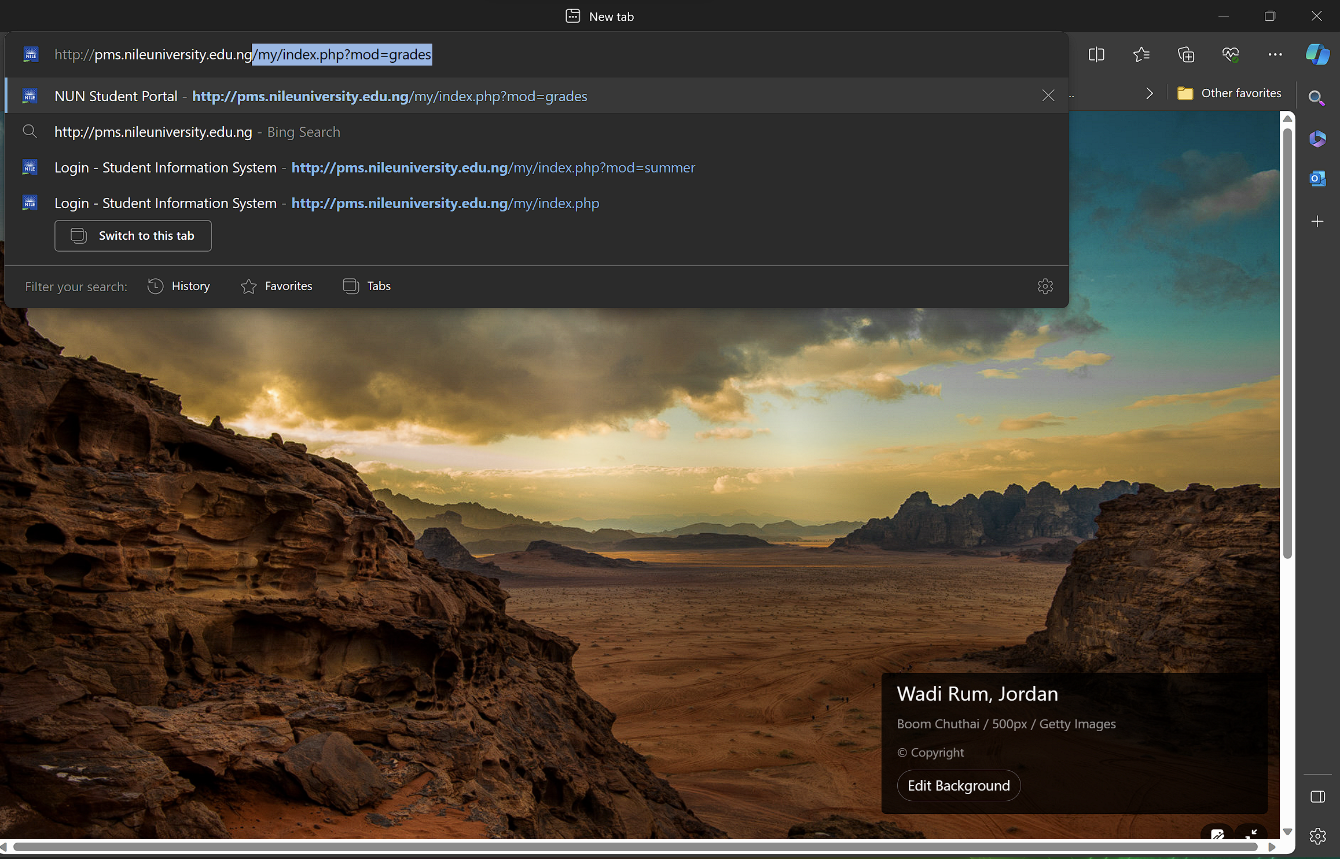 New tab
http://pms.nileuniversity.edu.ng/my/index.php?mod=grades
NUN Student Portal - http://pms.nileuniversity.edu.ng/my/index.php?mod=grades
http://pms.nileuniversity.edu.ng - Bing Search
Login - Student Information System - http://pms.nileuniversity.edu.ng/my/index.php?mod=summer
Login - Student Information System - http://pms.nileuniversity.edu.ng/my/index.php
Switch to this tab
Filter your search: History Favorites Tabs
Other favorites
Wadi Rum, Jordan
Boom Chuthai / 500px / Getty Images
© Copyright
Edit Background